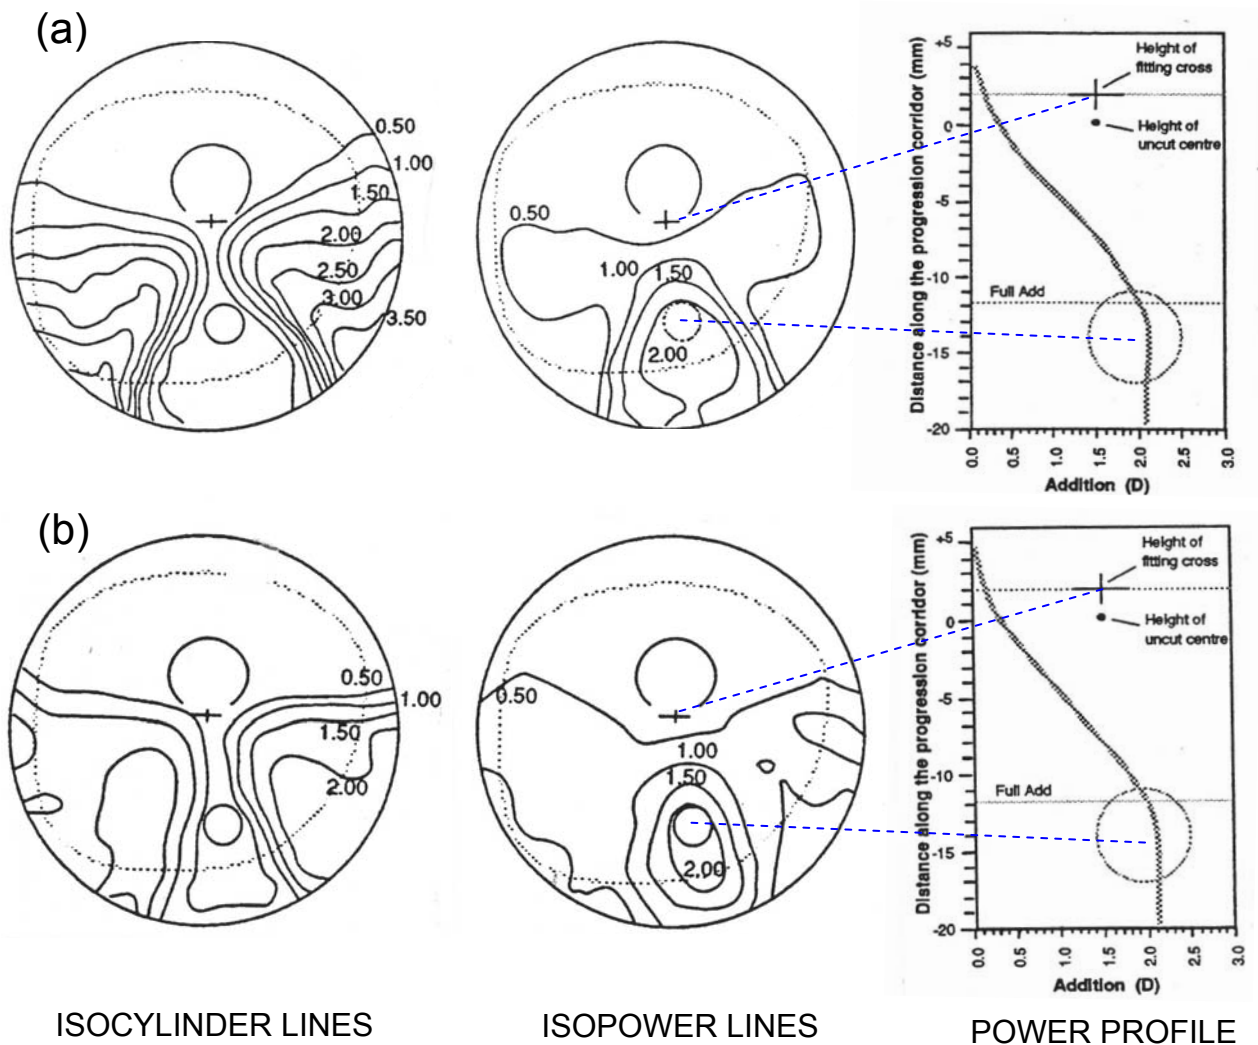 (a)
0.50
1.00
1.50
2.00
2.50
3.00
3.50
0.50
1.00
1.50
2.00
Distance along the progression corridor (mm)
+5
0
-5
-10
-15
-20
Height of
fitting cross
Height of
uncut centre
Full Add
0.0
0.5
1.0
1.5
2.0
2.5
3.0
Addition (D)
(b)
0.50
1.00
1.50
2.00
0.50
1.00
1.50
2.00
Distance along the progression corridor (mm)
+5
0
-5
-10
-15
-20
Height of
fitting cross
Height of
uncut centre
Full Add
0.0
0.5
1.0
1.5
2.0
2.5
3.0
Addition (D)
ISOCYLINDER LINES
ISOPOWER LINES
POWER PROFILE